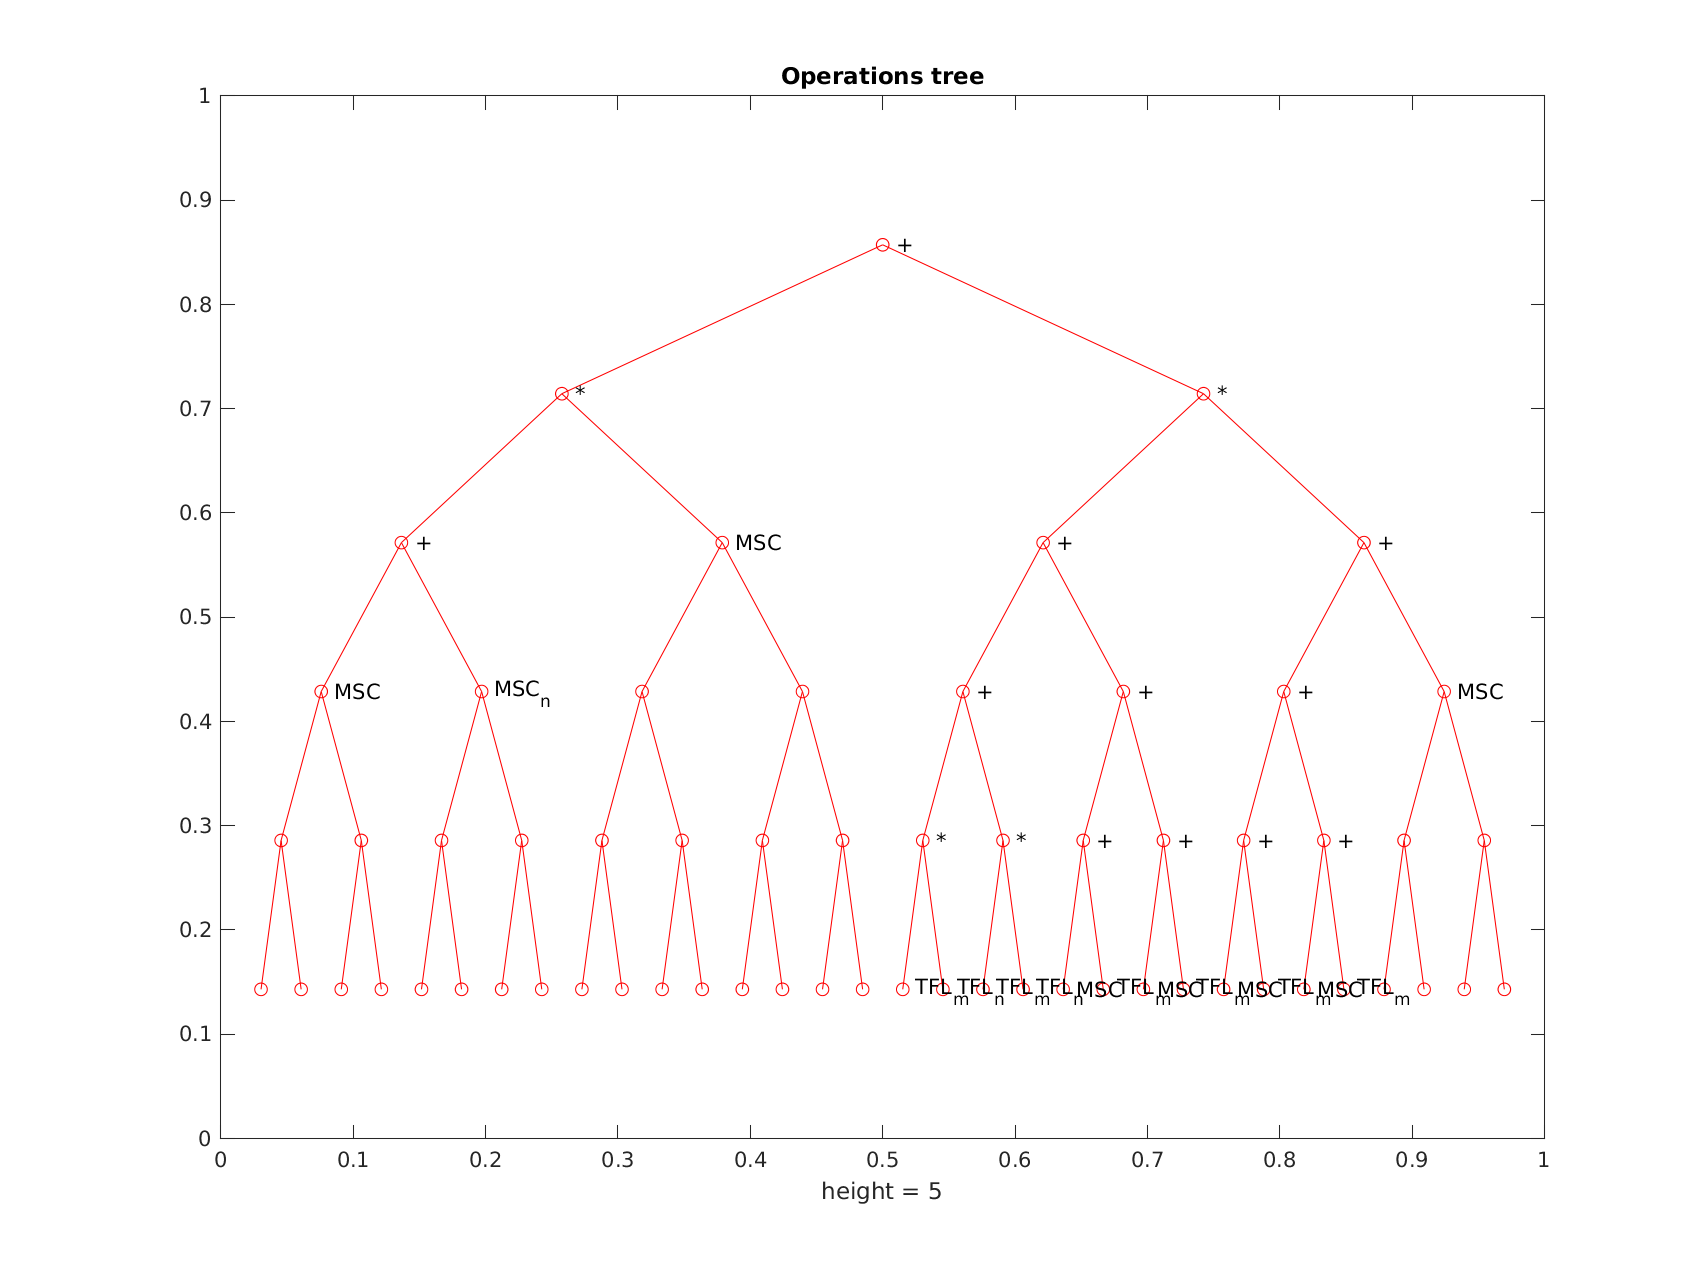 Operations tree
1
0.9
+
0.8
* *
0.7
0.6
+ MSC + +
0.5
MSC MSC_n + + + MSC
0.4
0.3
* * + + + +
0.2
TFL_m TFL_n TFL_m TFL_n MSC TFL_m MSC TFL_m MSC TFL_m MSC TFL_m
0.1
0
0 0.1 0.2 0.3 0.4 0.5 0.6 0.7 0.8 0.9 1
height = 5